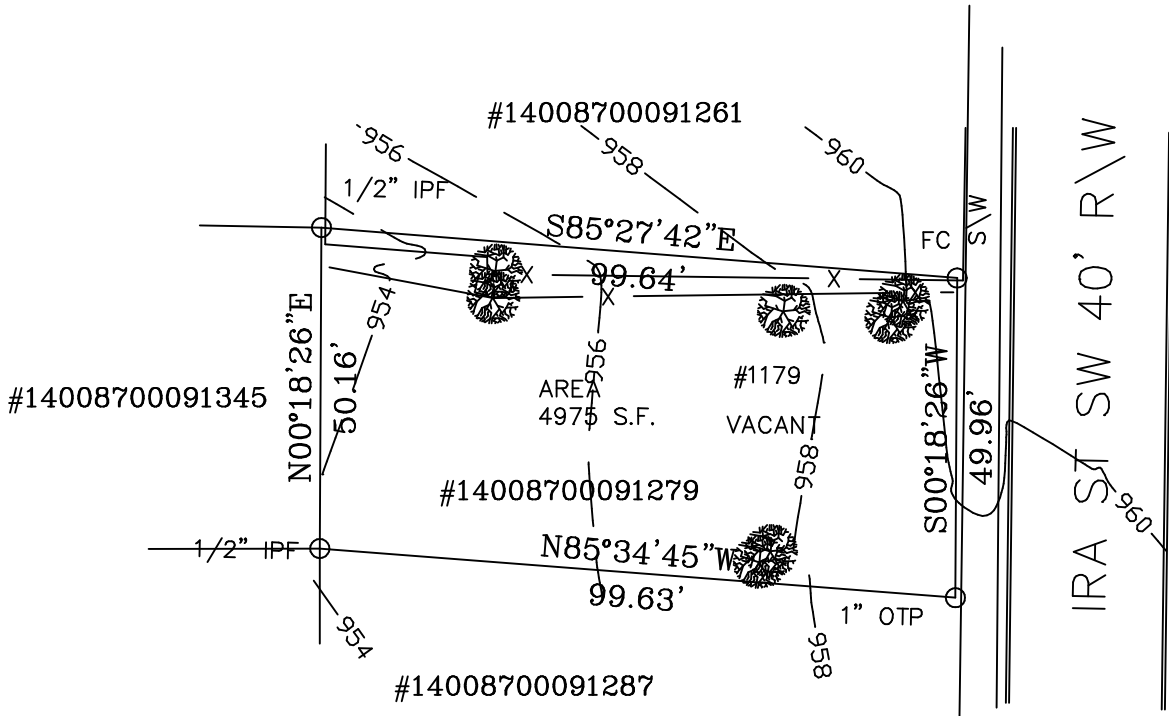 #14008700091261
956
958
960
1/2" IPF
S85°27'42"E
99.64'
FC
S\W
IRA ST SW 40' R\W
954
N00°18'26"E
50.16'
#14008700091345
956
AREA
4975 S.F.
#1179
VACANT
958
S00°18'26"W
49.96'
960
#14008700091279
1/2" IPF
N85°34'45"W
99.63'
1" OTP
954
958
#14008700091287
X
X
X